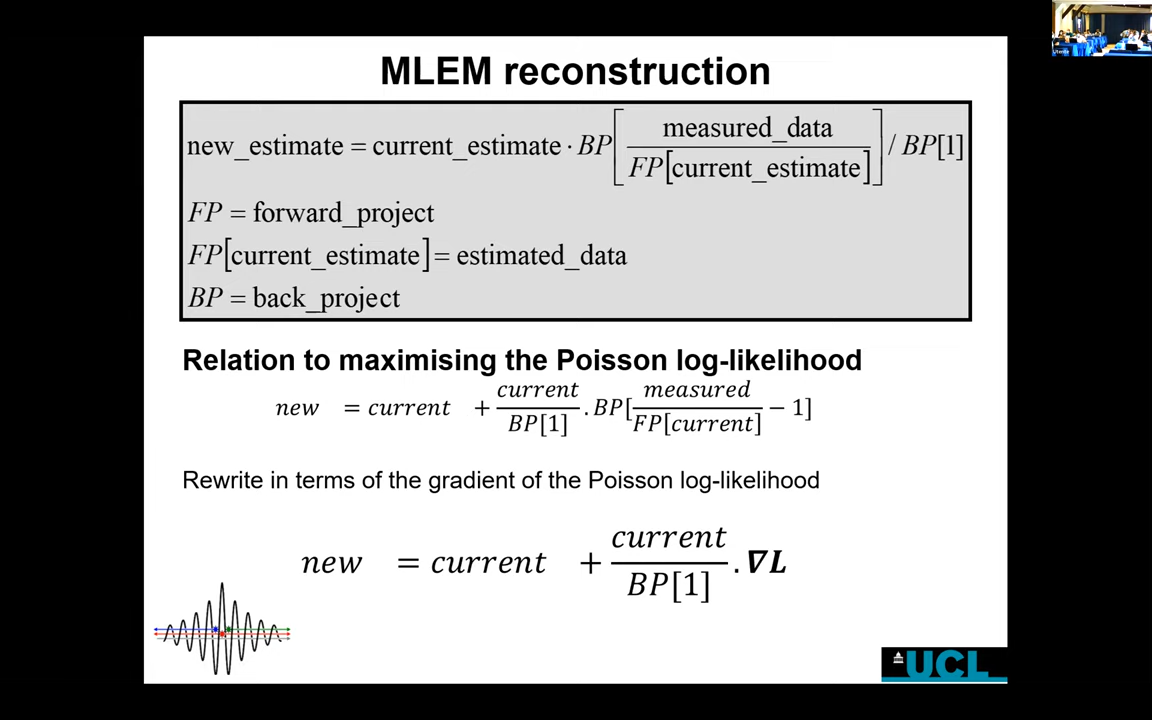 MLEM reconstruction
new_estimate = current_estimate · BP[measured_data / FP[current_estimate]] / BP[1]
FP = forward_project
FP[current_estimate] = estimated_data
BP = back_project
Relation to maximising the Poisson log-likelihood
new = current + current / BP[1] . BP[measured / FP[current] − 1]
Rewrite in terms of the gradient of the Poisson log-likelihood
new = current + current / BP[1] . ∇L
UCL